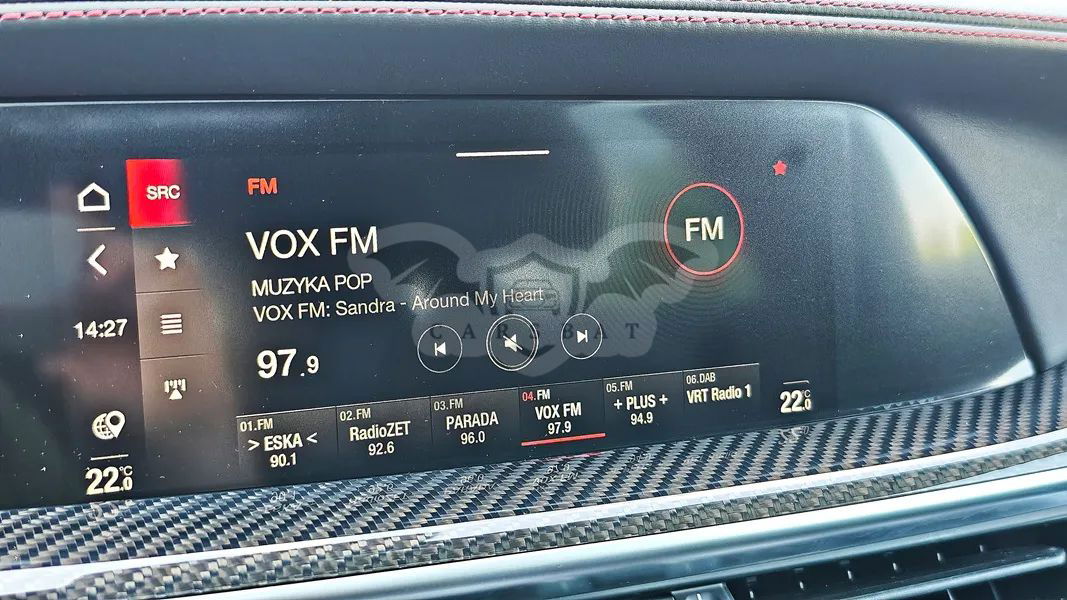 SRC
FM
VOX FM
FM
MUZYKA POP
VOX FM: Sandra - Around My Heart
14:27
97.9
CARSBAT
01.FM
> ESKA <
90.1
02.FM
RadioZET
92.6
03.FM
PARADA
96.0
04.FM
VOX FM
97.9
05.FM
+ PLUS +
94.9
06.DAB
VRT Radio 1
22.0 °C
22.0